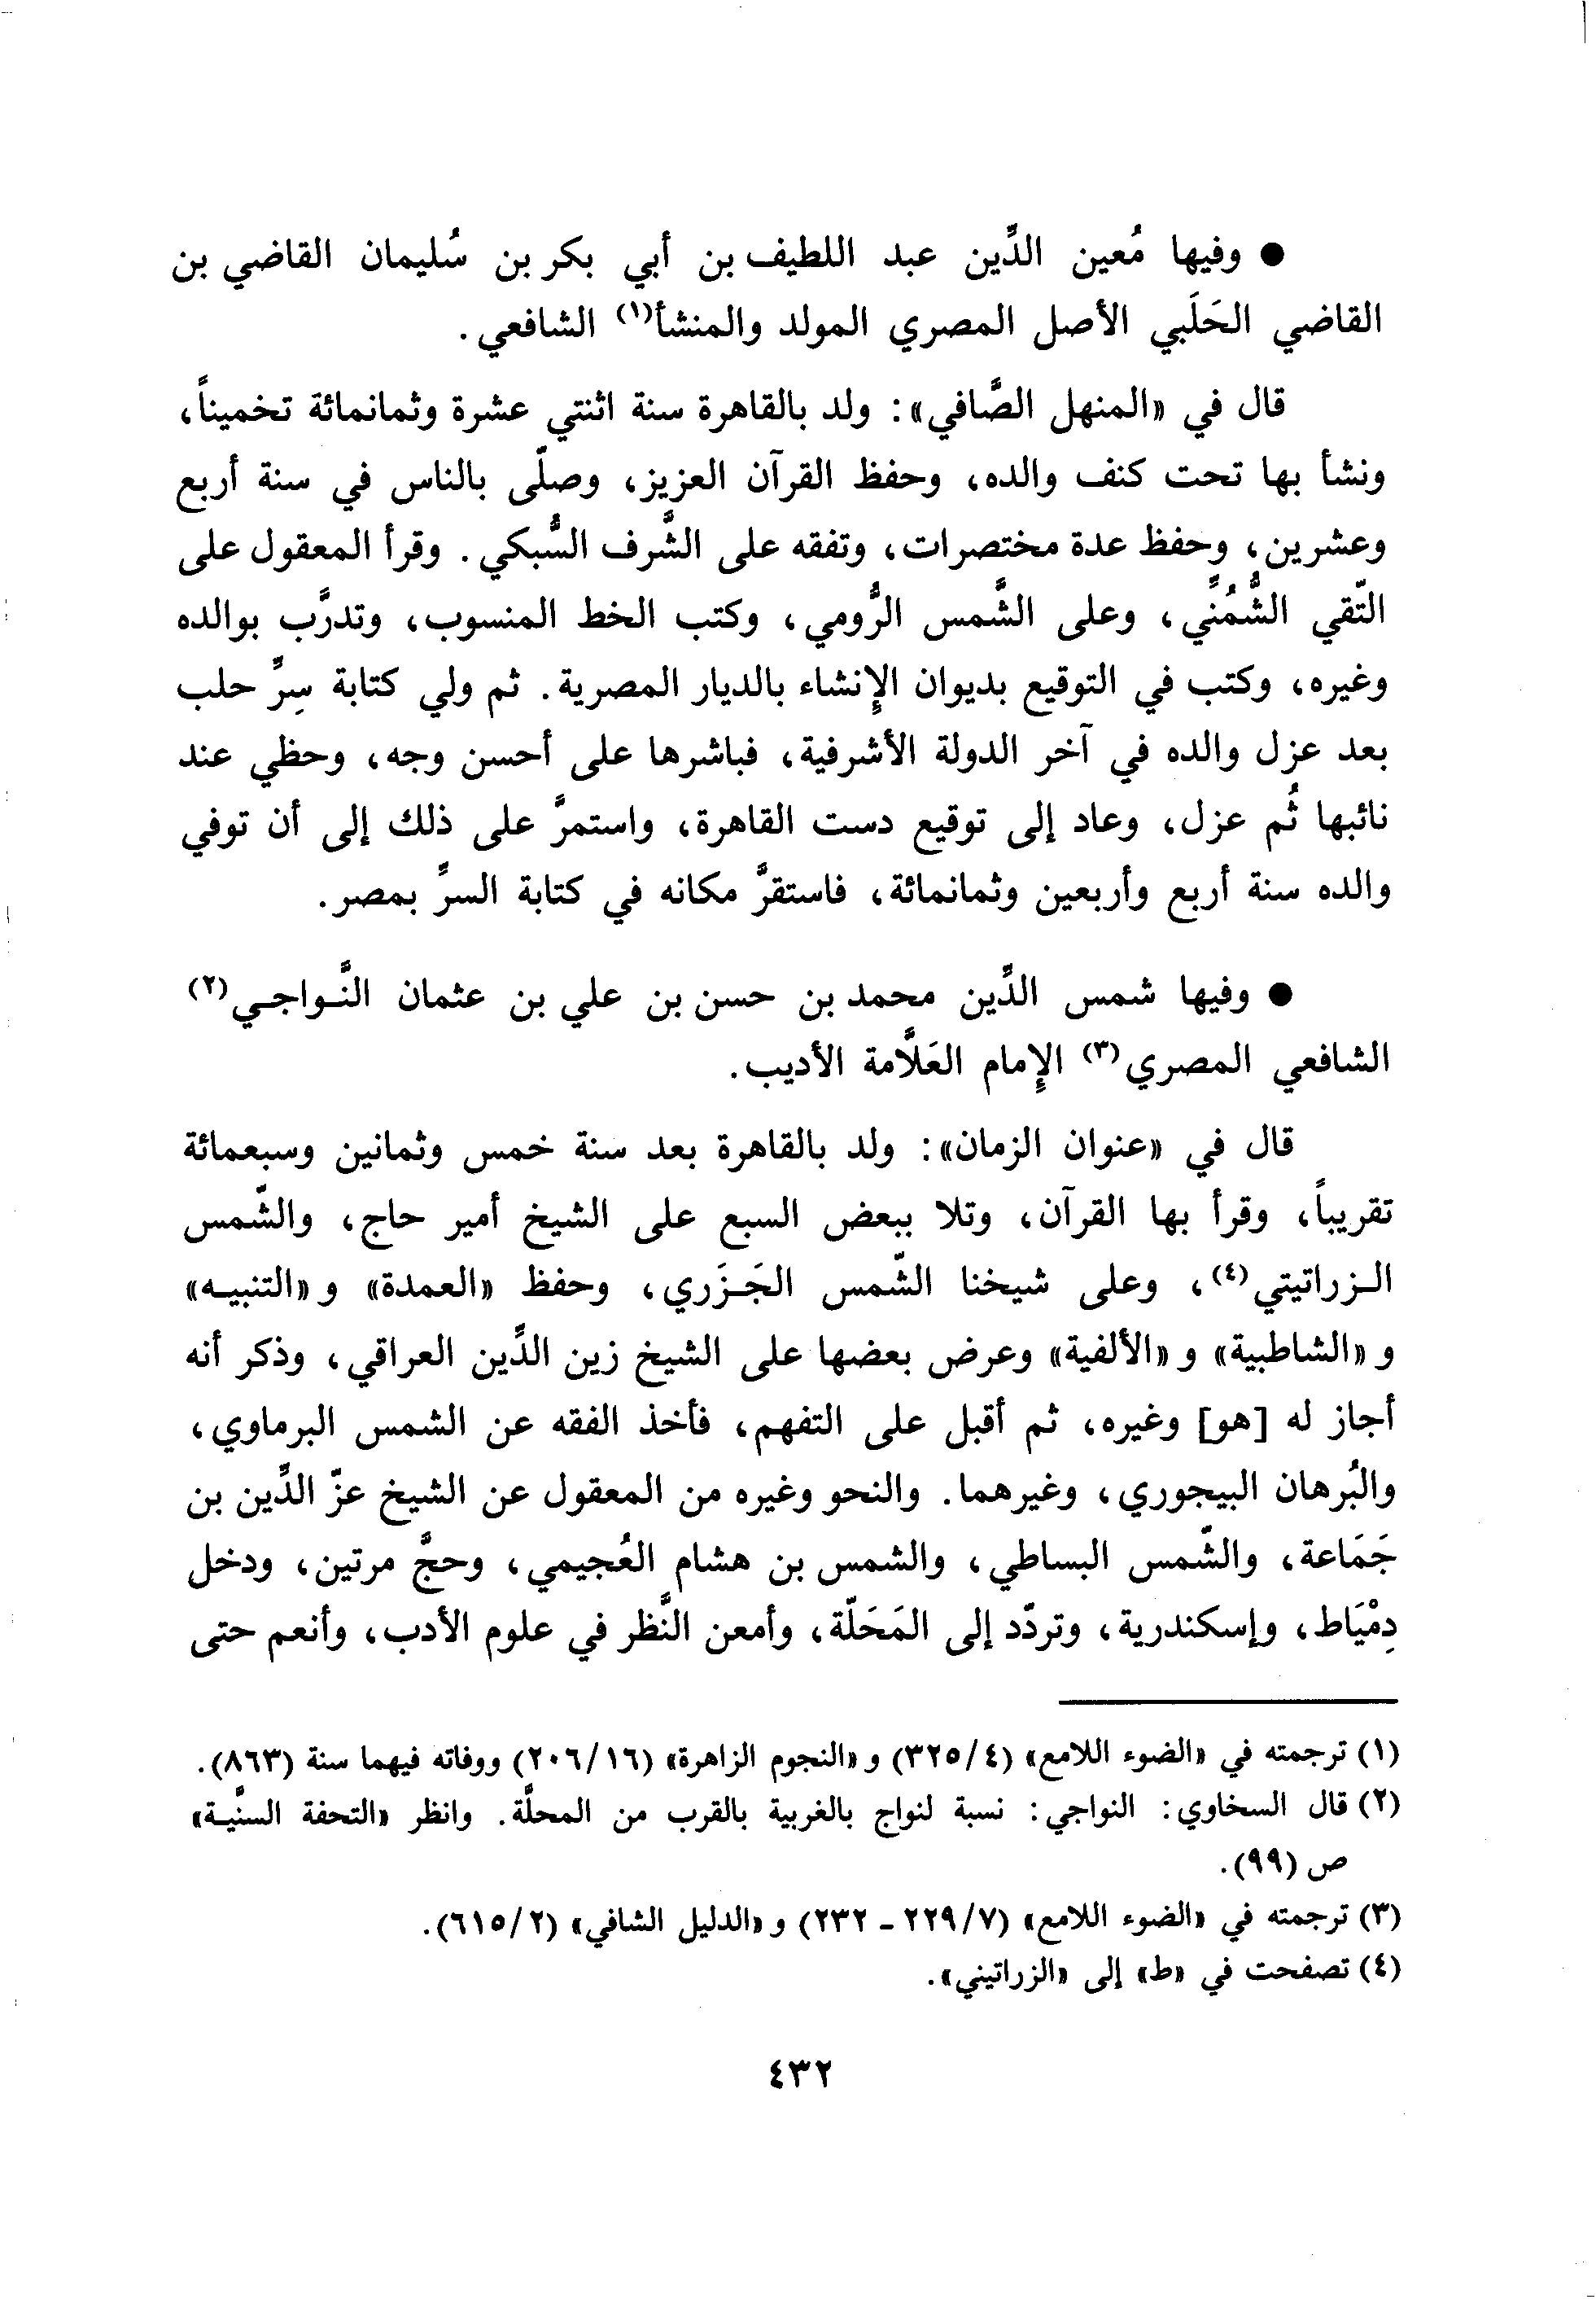 ● وفيها مُعين الدِّين عبد اللطيف بن أبي بكر بن سُليمان القاضي بن
القاضي الحَلَبي الأصل المصري المولد والمنشأ(١) الشافعي.
قال في «المنهل الصَّافي»: ولد بالقاهرة سنة اثنتي عشرة وثمانمائة تخميناً،
ونشأ بها تحت كنف والده، وحفظ القرآن العزيز، وصلّى بالناس في سنة أربع
وعشرين، وحفظ عدة مختصرات، وتفقه على الشَّرف السُّبكي. وقرأ المعقول على
التّقي الشُّمُنِّي، وعلى الشَّمس الرُّومي، وكتب الخط المنسوب، وتدرَّب بوالده
وغيره، وكتب في التوقيع بديوان الإِنشاء بالديار المصرية. ثم ولي كتابة سِرِّ حلب
بعد عزل والده في آخر الدولة الأشرفية، فباشرها على أحسن وجه، وحظي عند
نائبها ثُم عزل، وعاد إلى توقيع دست القاهرة، واستمرَّ على ذلك إلى أن توفي
والده سنة أربع وأربعين وثمانمائة، فاستقرَّ مكانه في كتابة السرِّ بمصر.
● وفيها شمس الدِّين محمد بن حسن بن علي بن عثمان النَّواجي(٢)
الشافعي المصري(٣) الإِمام العَلاَّمة الأديب.
قال في «عنوان الزمان»: ولد بالقاهرة بعد سنة خمس وثمانين وسبعمائة
تقريباً، وقرأ بها القرآن، وتلا ببعض السبع على الشيخ أمير حاج، والشّمس
الزراتيتي(٤)، وعلى شيخنا الشّمس الجَزَري، وحفظ «العمدة» و «التنبيه»
و «الشاطبية» و «الألفية» وعرض بعضها على الشيخ زين الدِّين العراقي، وذكر أنه
أجاز له [هو] وغيره، ثم أقبل على التفهم، فأخذ الفقه عن الشمس البرماوي،
والبُرهان البيجوري، وغيرهما. والنحو وغيره من المعقول عن الشيخ عزّ الدِّين بن
جَمَاعة، والشّمس البساطي، والشمس بن هشام العُجيمي، وحجَّ مرتين، ودخل
دِمْيَاط، وإسكندرية، وتردّد إلى المَحَلّة، وأمعن النَّظر في علوم الأدب، وأنعم حتى
(١) ترجمته في «الضوء اللامع» (٣٢٥/٤) و «النجوم الزاهرة» (٢٠٦/١٦) ووفاته فيهما سنة (٨٦٣).
(٢) قال السخاوي: النواجي: نسبة لنواج بالغربية بالقرب من المحلّة. وانظر «التحفة السنَّية»
ص (٩٩).
(٣) ترجمته في «الضوء اللامع» (٢٢٩/٧ - ٢٣٢) و «الدليل الشافي» (٦١٥/٢).
(٤) تصفحت في «ط» إلى «الزراتيني».
٤٣٢